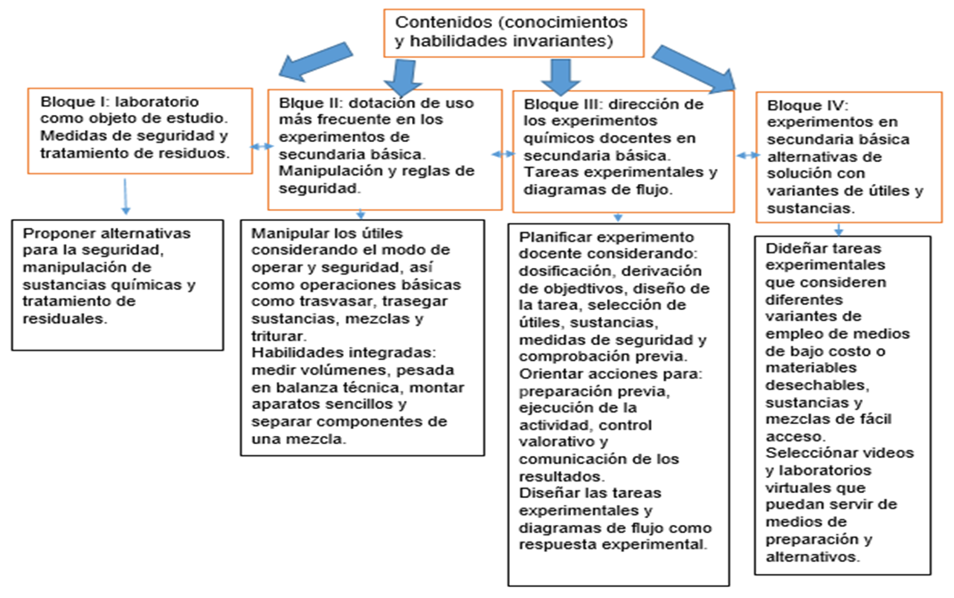 Contenidos (conocimientos
y habilidades invariantes)
Bloque I: laboratorio
como objeto de estudio.
Medidas de seguridad y
tratamiento de residuos.
Blque II: dotación de uso
más frecuente en los
experimentos de
secundaria básica.
Manipulación y reglas de
seguridad.
Bloque III: dirección de
los experimentos
químicos docentes en
secundaria básica.
Tareas experimentales y
diagramas de flujo.
Bloque IV:
experimentos en
secundaria básica
alternativas de
solución con
variantes de útiles y
sustancias.
Proponer alternativas
para la seguridad,
manipulación de
sustancias químicas y
tratamiento de
residuales.
Manipular los útiles
considerando el modo de
operar y seguridad, así
como operaciones básicas
como trasvasar, trasegar
sustancias, mezclas y
triturar.
Habilidades integradas:
medir volúmenes, pesada
en balanza técnica, montar
aparatos sencillos y
separar componentes de
una mezcla.
Planificar experimento
docente considerando:
dosificación, derivación
de objedtivos, diseño de
la tarea, selección de
útiles, sustancias,
medidas de seguridad y
comprobación previa.
Orientar acciones para:
preparación previa,
ejecución de la
actividad, control
valorativo y
comunicación de los
resultados.
Diseñar las tareas
experimentales y
diagramas de flujo como
respuesta experimental.
Dideñar tareas
experimentales
que consideren
diferentes
variantes de
empleo de medios
de bajo costo o
materiables
desechables,
sustancias y
mezclas de fácil
acceso.
Selecciónar videos
y laboratorios
virtuales que
puedan servir de
medios de
preparación y
alternativos.